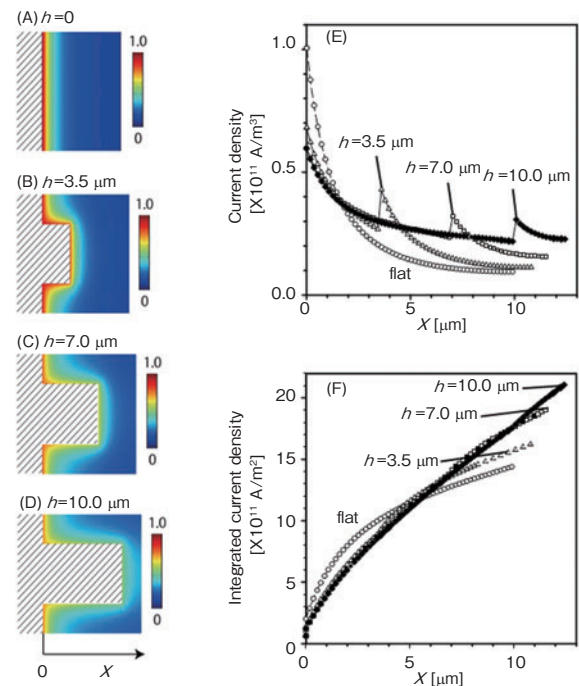 (A) h=0
1.0
0
(B) h=3.5 μm
1.0
0
(C) h=7.0 μm
1.0
0
(D) h=10.0 μm
1.0
0
0
X
(E)
Current density
[X10¹¹ A/m³]
1.0
0.5
0.0
h=3.5 μm
h=7.0 μm
h=10.0 μm
flat
0
5
10
X [μm]
(F)
Integrated current density
[X10¹¹ A/m²]
20
15
10
5
0
h=10.0 μm
h=7.0 μm
h=3.5 μm
flat
0
5
10
X [μm]